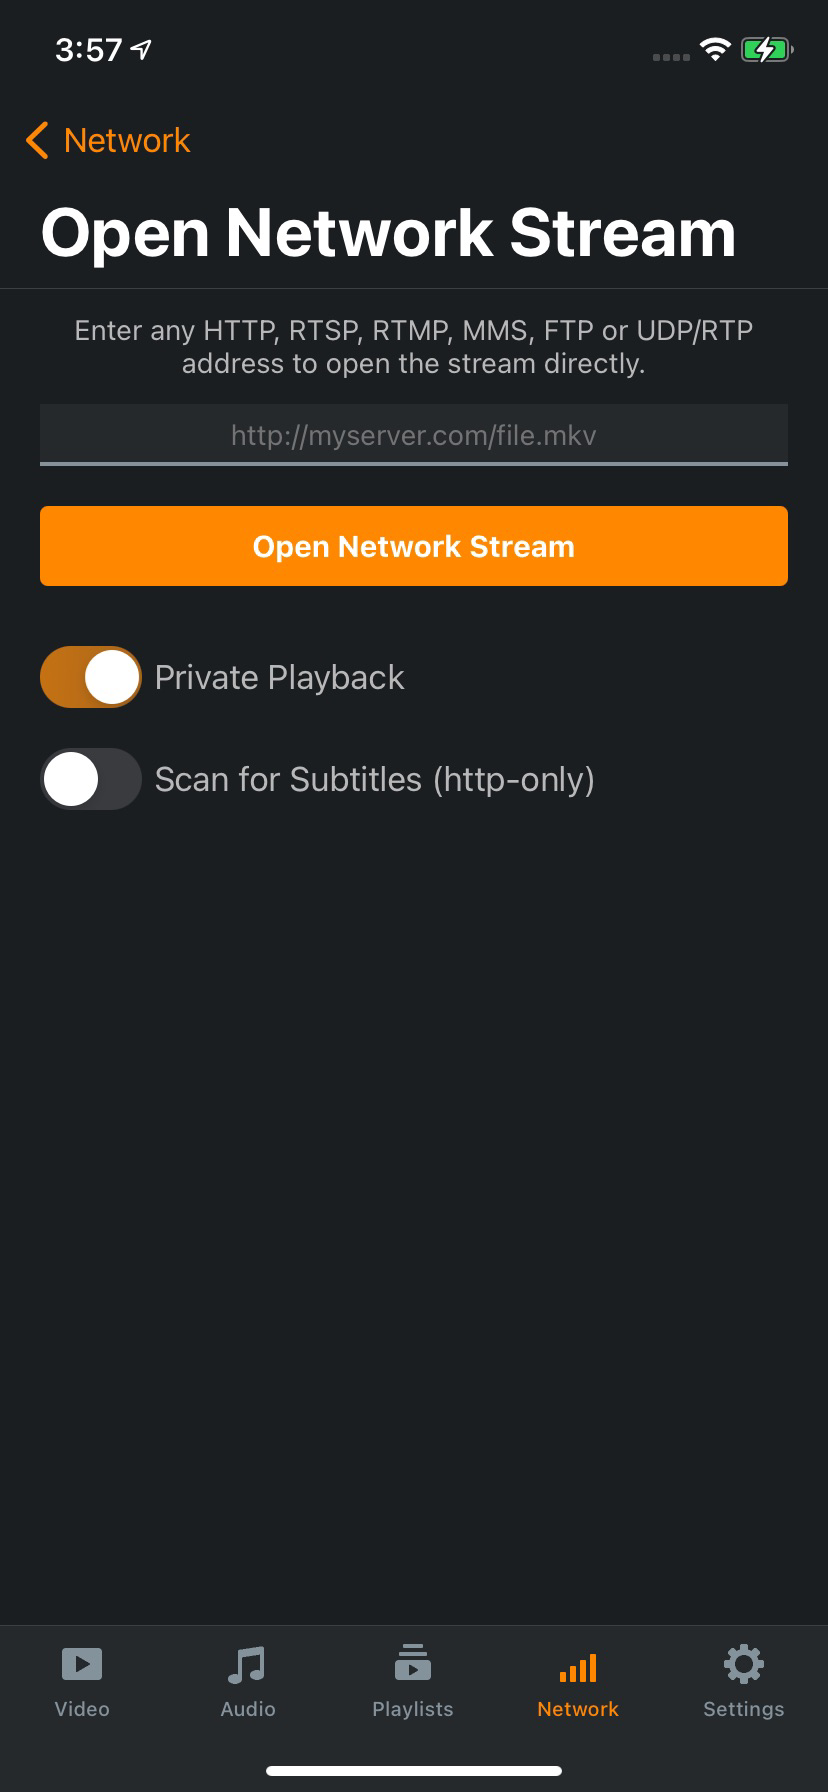 3:57
Network
Open Network Stream
Enter any HTTP, RTSP, RTMP, MMS, FTP or UDP/RTP
address to open the stream directly.
http://myserver.com/file.mkv
Open Network Stream
Private Playback
Scan for Subtitles (http-only)
Video
Audio
Playlists
Network
Settings